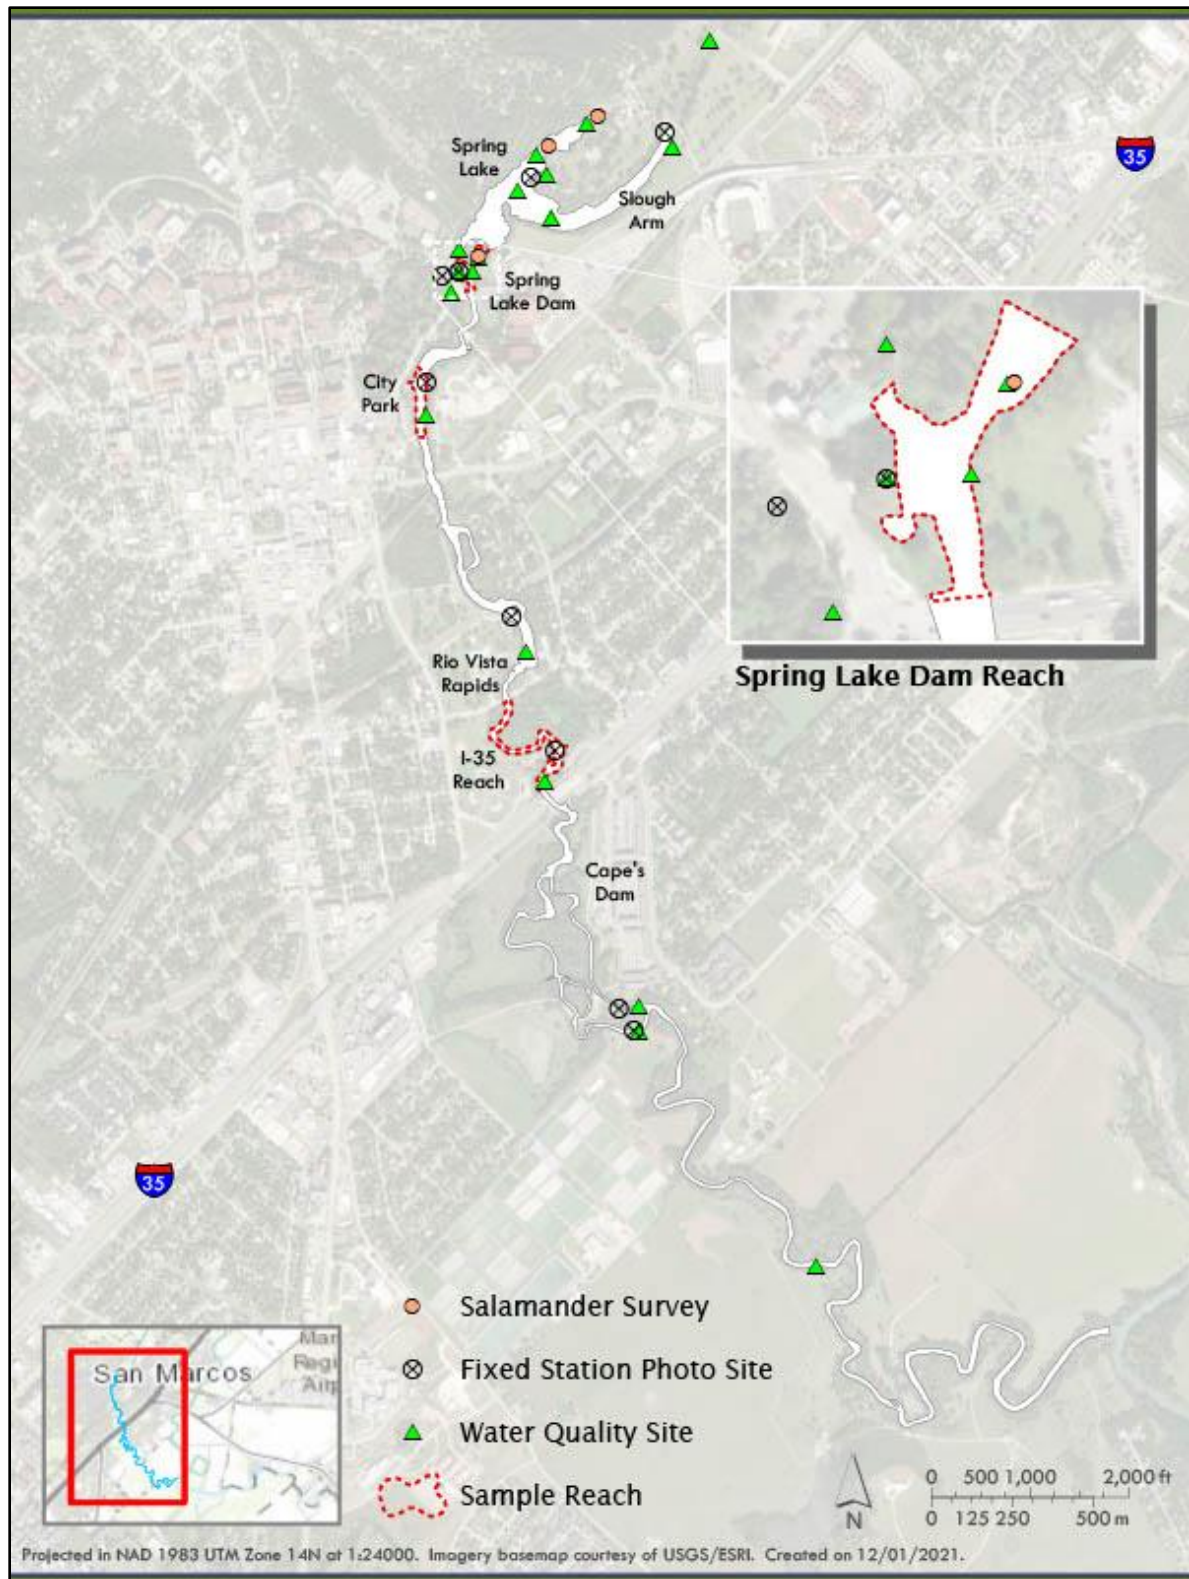 Spring
Lake
35
Slough
Arm
Spring
Lake Dam
City
Park
Spring Lake Dam Reach
Rio Vista
Rapids
I-35
Reach
Cape's
Dam
35
Salamander Survey
Fixed Station Photo Site
Water Quality Site
Sample Reach
San Marcos
Mar
Regi
Airp
N
0 500 1,000 2,000 ft
0 125 250 500 m
Projected in NAD 1983 UTM Zone 14N at 1:24000. Imagery basemap courtesy of USGS/ESRI. Created on 12/01/2021.